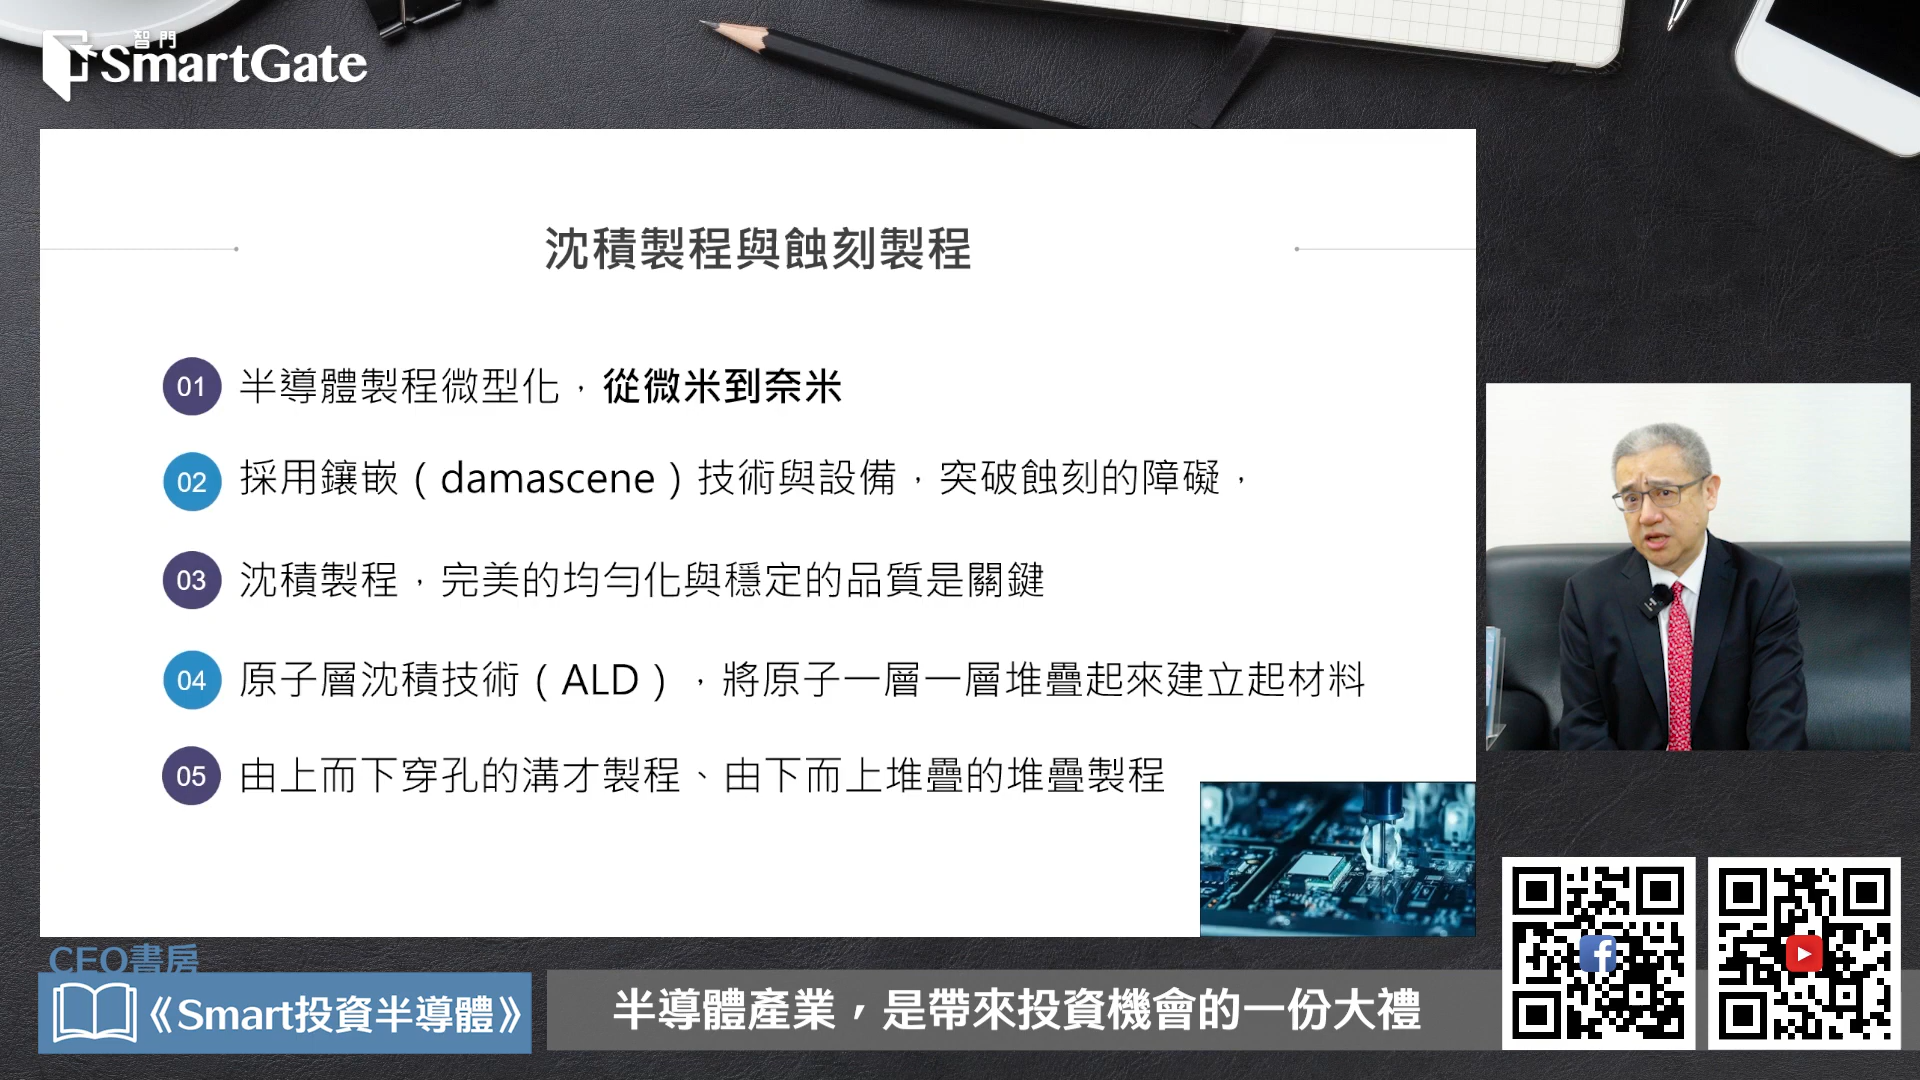 智門
SmartGate
沈積製程與蝕刻製程
01 半導體製程微型化，從微米到奈米
02 採用鑲嵌（damascene）技術與設備，突破蝕刻的障礙，
03 沈積製程，完美的均勻化與穩定的品質是關鍵
04 原子層沈積技術（ALD），將原子一層一層堆疊起來建立起材料
05 由上而下穿孔的溝才製程、由下而上堆疊的堆疊製程
CEO書房
《Smart投資半導體》
半導體產業，是帶來投資機會的一份大禮